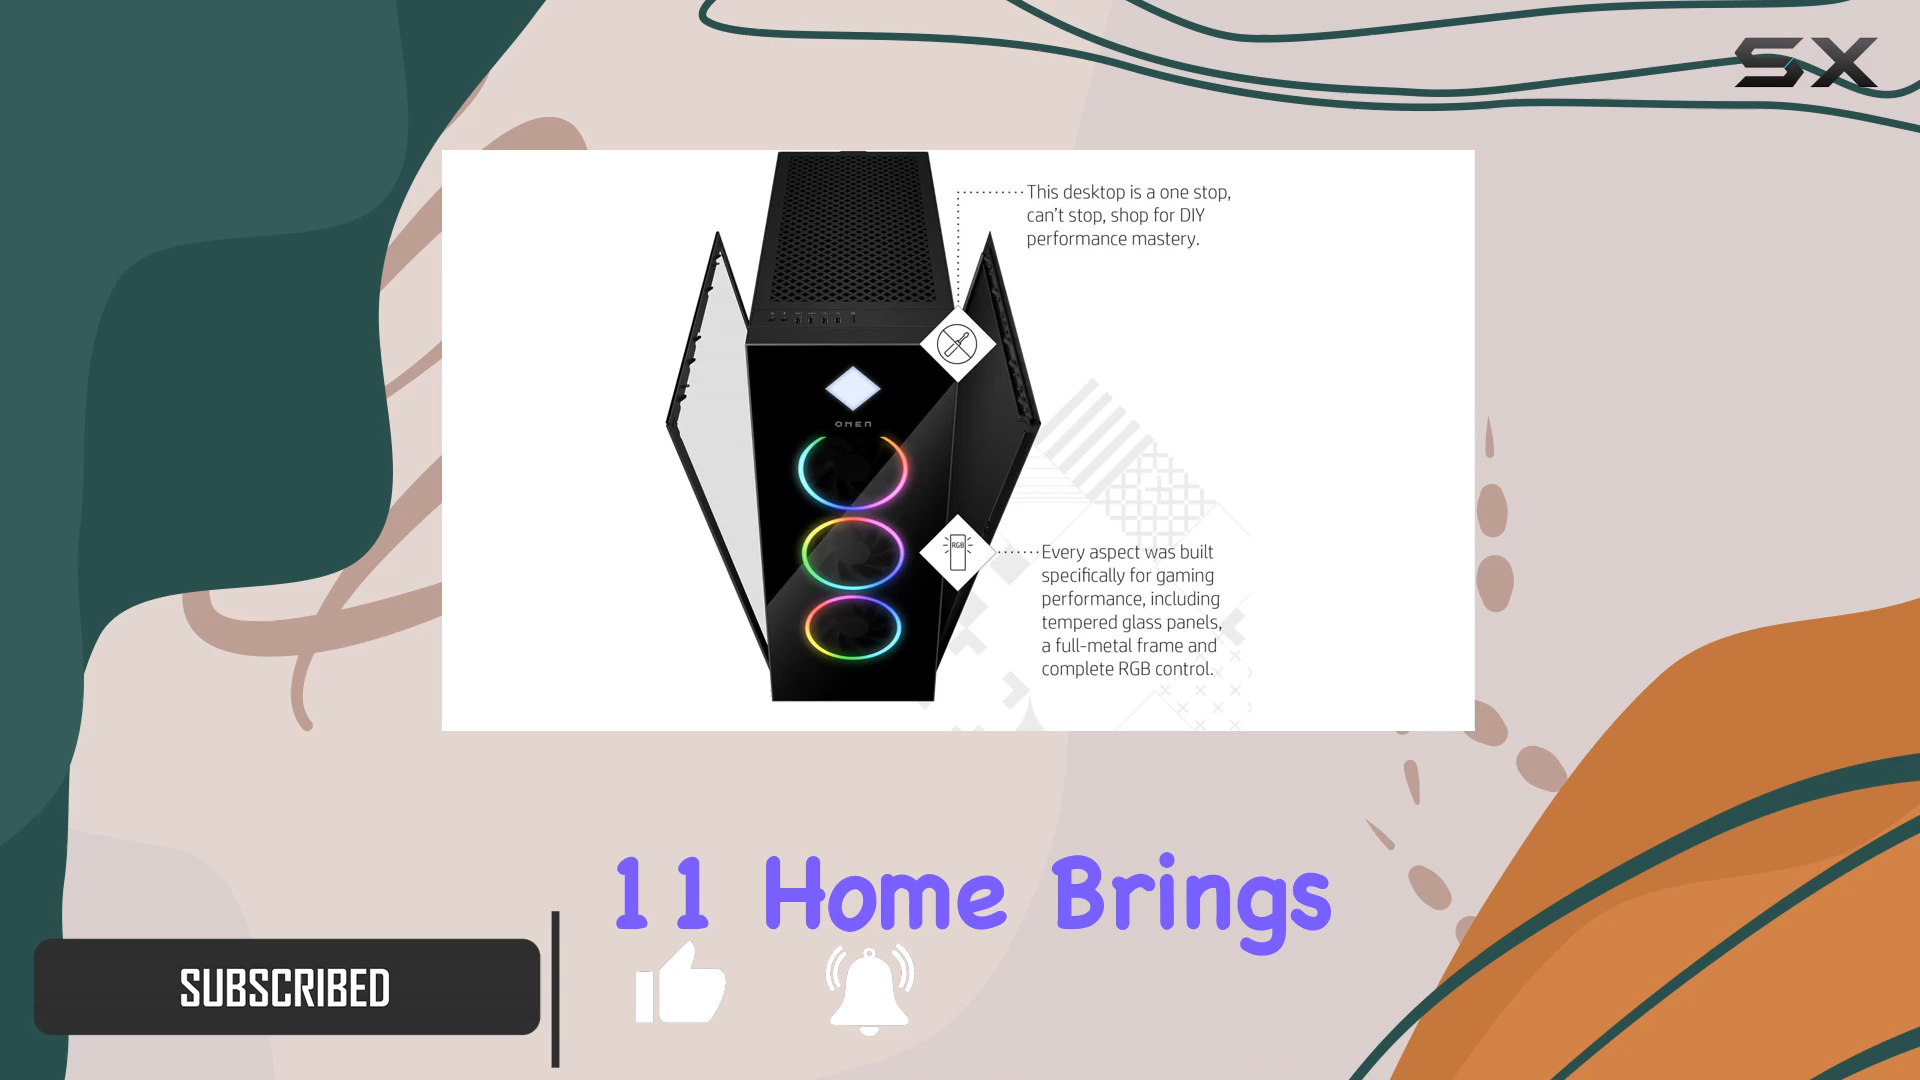 SX
This desktop is a one stop,
can't stop, shop for DIY
performance mastery.
OMEN
RGB
Every aspect was built
specifically for gaming
performance, including
tempered glass panels,
a full-metal frame and
complete RGB control.
11 Home Brings
SUBSCRIBED